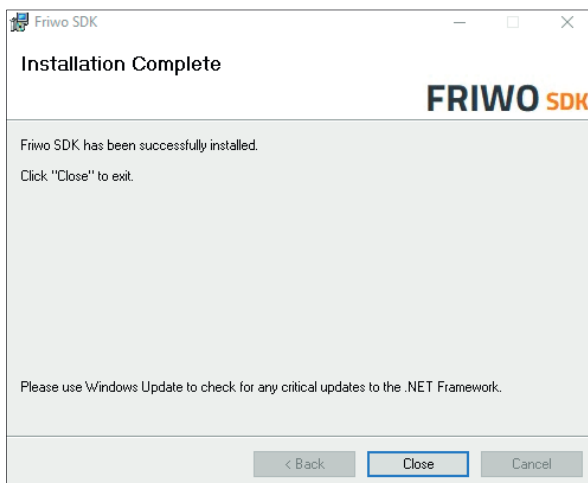 Friwo SDK
Installation Complete
FRIWO SDK
Friwo SDK has been successfully installed.
Click "Close" to exit.
Please use Windows Update to check for any critical updates to the .NET Framework.
< Back Close Cancel